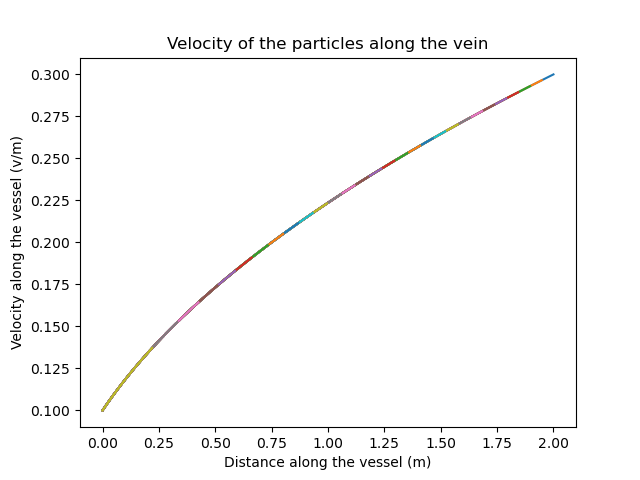 Velocity of the particles along the vein
Velocity along the vessel (v/m)
0.300
0.275
0.250
0.225
0.200
0.175
0.150
0.125
0.100
0.00 0.25 0.50 0.75 1.00 1.25 1.50 1.75 2.00
Distance along the vessel (m)